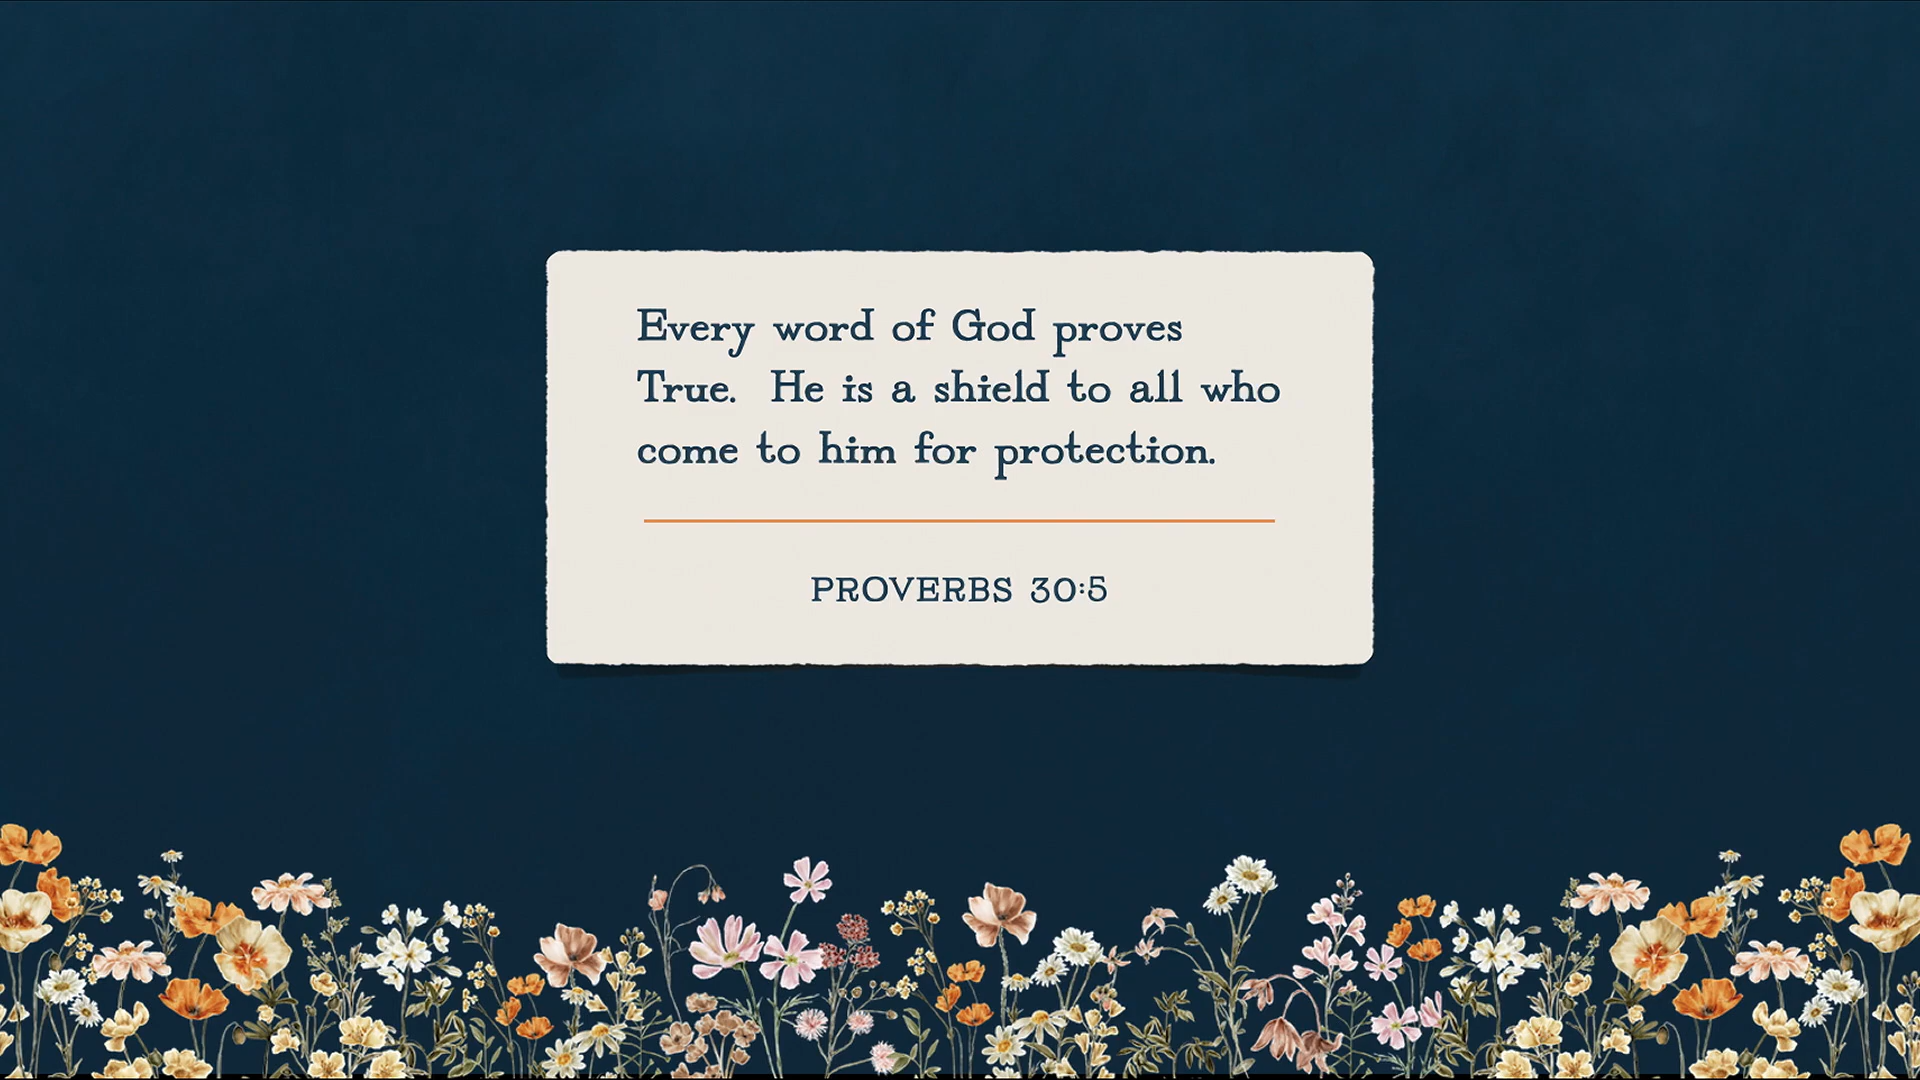 Every word of God proves
True.  He is a shield to all who
come to him for protection.
PROVERBS 30:5